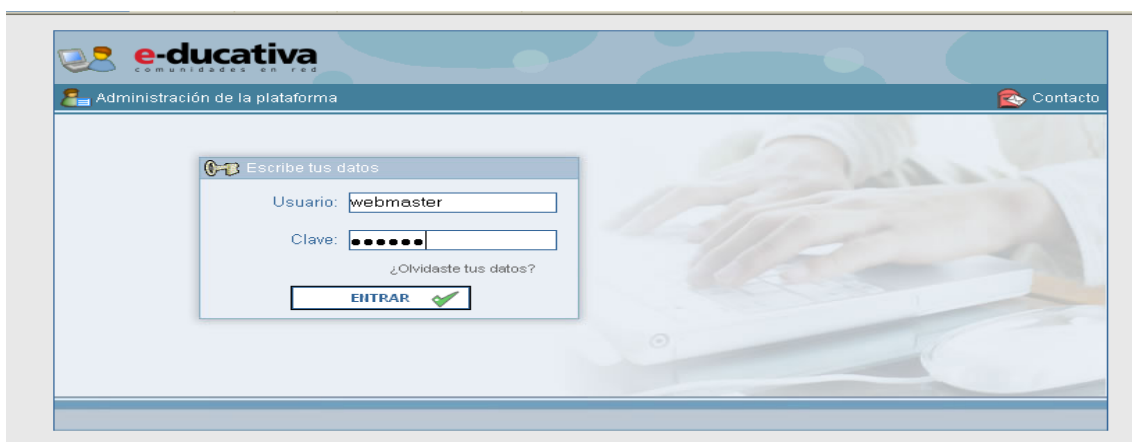 e-ducativa
comunidades en red
Administración de la plataforma
Contacto
Escribe tus datos
Usuario: webmaster
Clave: ●●●●●●
¿Olvidaste tus datos?
ENTRAR